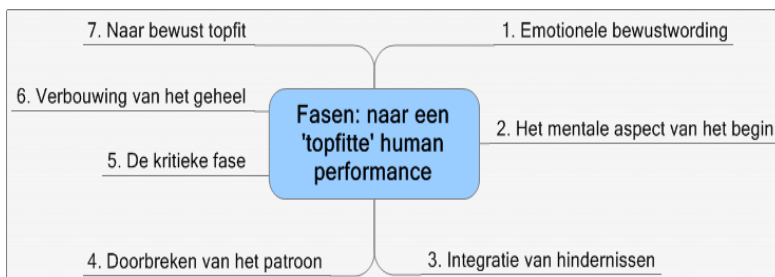 Fasen: naar een
'topfitte' human
performance
1. Emotionele bewustwording
2. Het mentale aspect van het begin
3. Integratie van hindernissen
4. Doorbreken van het patroon
5. De kritieke fase
6. Verbouwing van het geheel
7. Naar bewust topfit